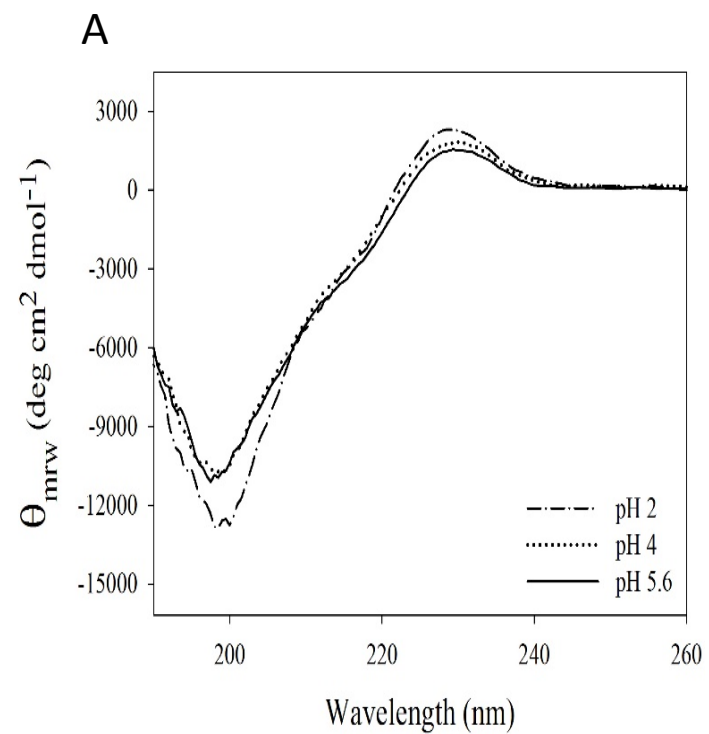 A
3000
0
-3000
-6000
-9000
-12000
-15000
Θmrw (deg cm² dmol⁻¹)
pH 2
pH 4
pH 5.6
200 220 240 260
Wavelength (nm)